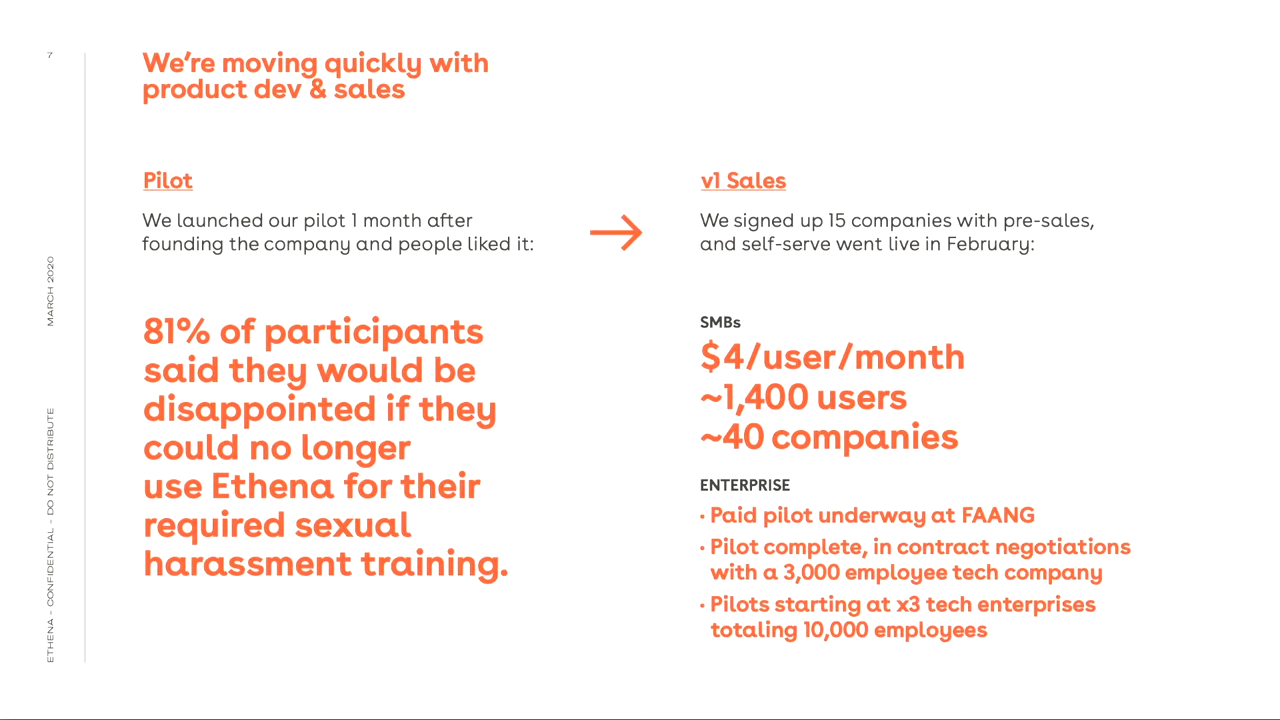 7
MARCH 2020
ETHENA – CONFIDENTIAL – DO NOT DISTRIBUTE
We're moving quickly with
product dev & sales
Pilot
We launched our pilot 1 month after
founding the company and people liked it:
81% of participants
said they would be
disappointed if they
could no longer
use Ethena for their
required sexual
harassment training.
→
v1 Sales
We signed up 15 companies with pre-sales,
and self-serve went live in February:
SMBs
$4/user/month
~1,400 users
~40 companies
ENTERPRISE
• Paid pilot underway at FAANG
• Pilot complete, in contract negotiations
with a 3,000 employee tech company
• Pilots starting at x3 tech enterprises
totaling 10,000 employees